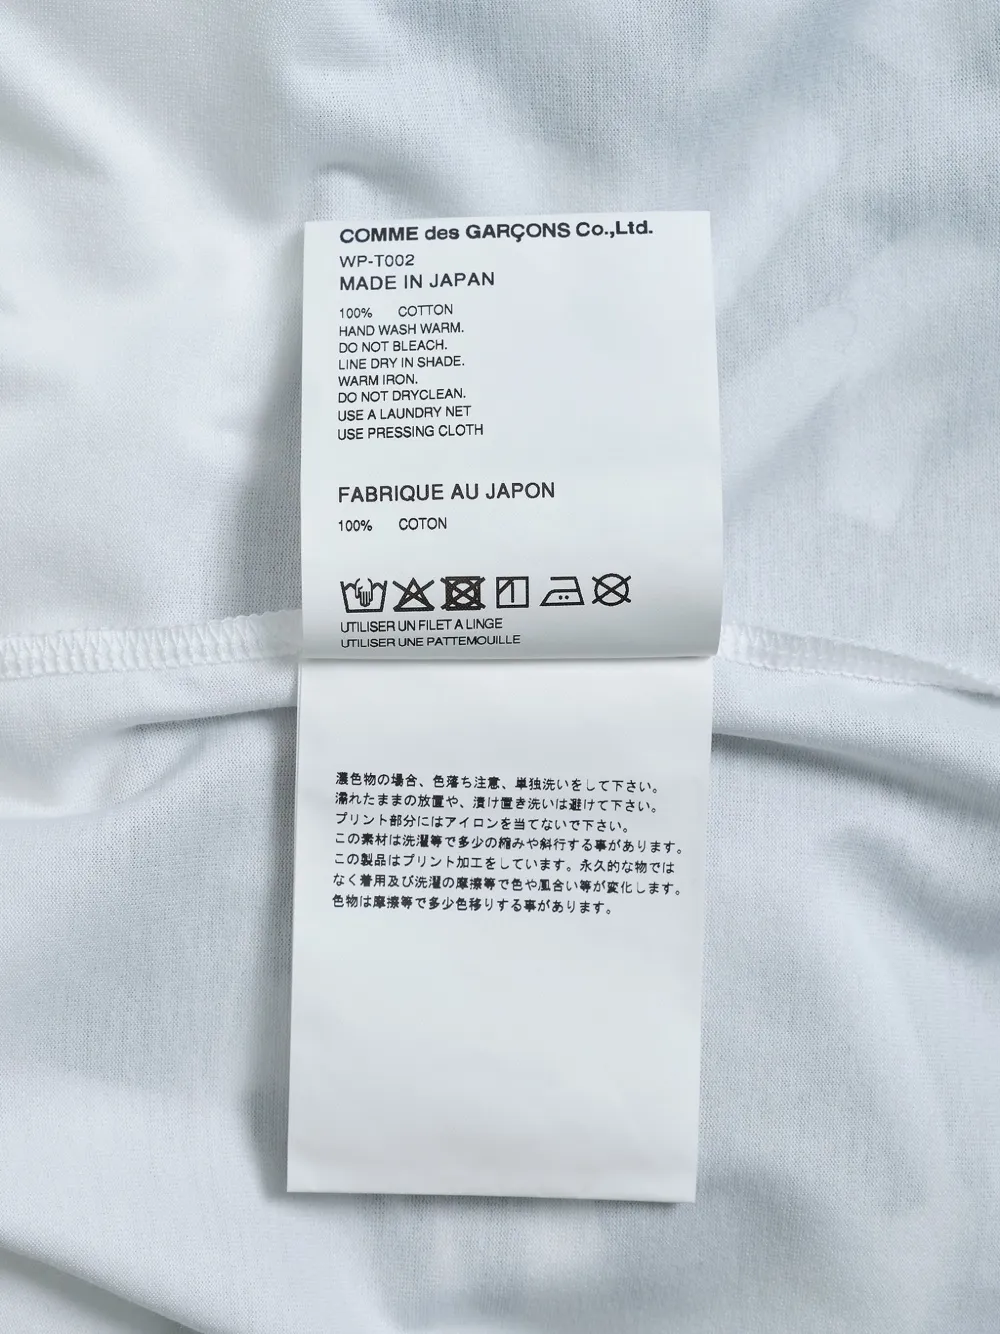 COMME des GARÇONS Co.,Ltd.
WP-T002
MADE IN JAPAN
100% COTTON
HAND WASH WARM.
DO NOT BLEACH.
LINE DRY IN SHADE.
WARM IRON.
DO NOT DRYCLEAN.
USE A LAUNDRY NET
USE PRESSING CLOTH
FABRIQUE AU JAPON
100% COTON
UTILISER UN FILET A LINGE
UTILISER UNE PATTEMOUILLE
濃色物の場合、色落ち注意、単独洗いをして下さい。
濡れたままの放置や、漬け置き洗いは避けて下さい。
プリント部分にはアイロンを当てないで下さい。
この素材は洗濯等で多少の縮みや斜行する事があります。
この製品はプリント加工をしています。永久的な物では
なく着用及び洗濯の摩擦等で色や風合い等が変化します。
色物は摩擦等で多少色移りする事があります。